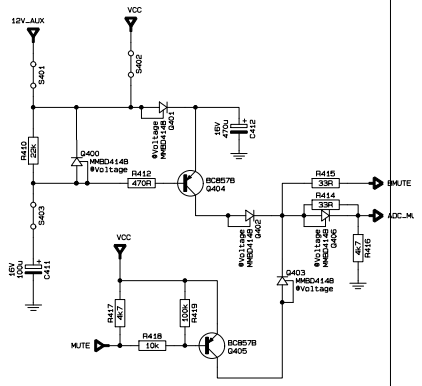 12V_AUX
VCC
S401
S402
R410
22k
Q400
MMBD4148
@Voltage
@Voltage
MMBD4148
Q401
16V
470u
C412
R412
470R
BC857B
Q404
S403
16V
100u
C411
R415
33R
BMUTE
R414
33R
ADC_ML
@Voltage
MMBD4148
Q402
@Voltage
MMBD4148
Q406
4k7
R416
VCC
Q403
MMBD4148
@Voltage
R417
4k7
100k
R419
MUTE
R418
10k
BC857B
Q405